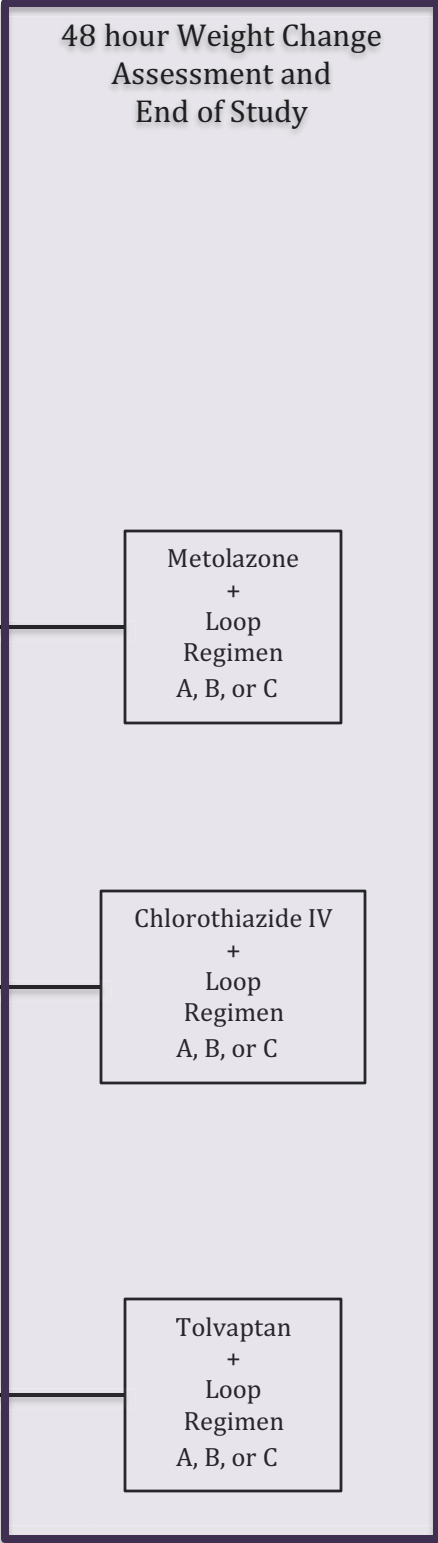 48 hour Weight Change
Assessment and
End of Study
Metolazone
+
Loop
Regimen
A, B, or C
Chlorothiazide IV
+
Loop
Regimen
A, B, or C
Tolvaptan
+
Loop
Regimen
A, B, or C